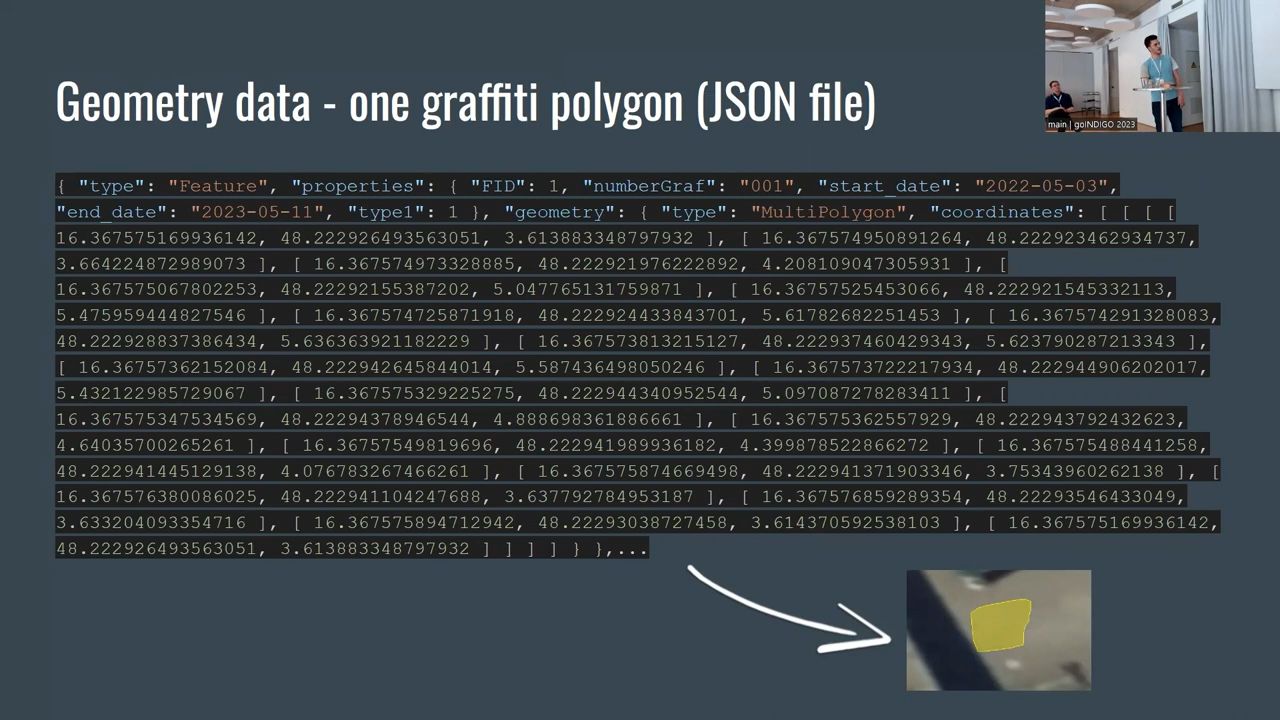 Geometry data - one graffiti polygon (JSON file)
main | goINDIGO 2023
{ "type": "Feature", "properties": { "FID": 1, "numberGraf": "001", "start_date": "2022-05-03",
"end_date": "2023-05-11", "type1": 1 }, "geometry": { "type": "MultiPolygon", "coordinates": [ [ [ [
16.367575169936142, 48.222926493563051, 3.613883348797932 ], [ 16.367574950891264, 48.222923462934737,
3.664224872989073 ], [ 16.367574973328885, 48.222921976222892, 4.208109047305931 ], [
16.367575067802253, 48.22292155387202, 5.047765131759871 ], [ 16.36757525453066, 48.222921545332113,
5.475959444827546 ], [ 16.367574725871918, 48.222924433843701, 5.61782682251453 ], [ 16.367574291328083,
48.222928837386434, 5.636363921182229 ], [ 16.367573813215127, 48.222937460429343, 5.623790287213343 ],
[ 16.36757362152084, 48.222942645844014, 5.587436498050246 ], [ 16.367573722217934, 48.222944906202017,
5.432122985729067 ], [ 16.367575329225275, 48.222944340952544, 5.097087278283411 ], [
16.367575347534569, 48.22294378946544, 4.888698361886661 ], [ 16.367575362557929, 48.222943792432623,
4.64035700265261 ], [ 16.36757549819696, 48.222941989936182, 4.399878522866272 ], [ 16.367575488441258,
48.222941445129138, 4.076783267466261 ], [ 16.367575874669498, 48.222941371903346, 3.75343960262138 ], [
16.367576380086025, 48.222941104247688, 3.637792784953187 ], [ 16.367576859289354, 48.22293546433049,
3.633204093354716 ], [ 16.367575894712942, 48.22293038727458, 3.614370592538103 ], [ 16.367575169936142,
48.222926493563051, 3.613883348797932 ] ] ] ] } },...